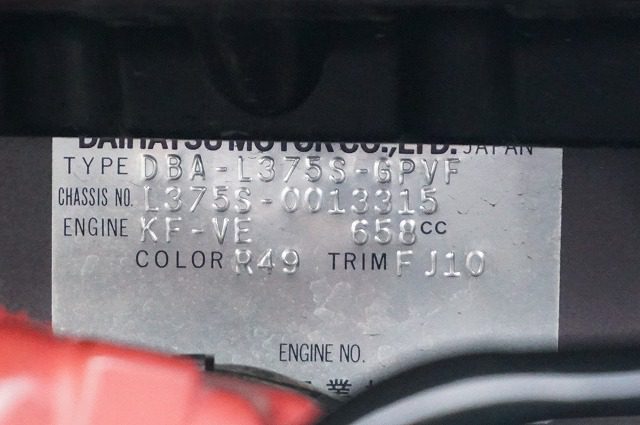 DAIHATSU MOTOR CO.,LTD. JAPAN
TYPE DBA-L375S-GPVF
CHASSIS NO. L375S-0013315
ENGINE KF-VE 658CC
COLOR R49 TRIM FJ10
ENGINE NO.